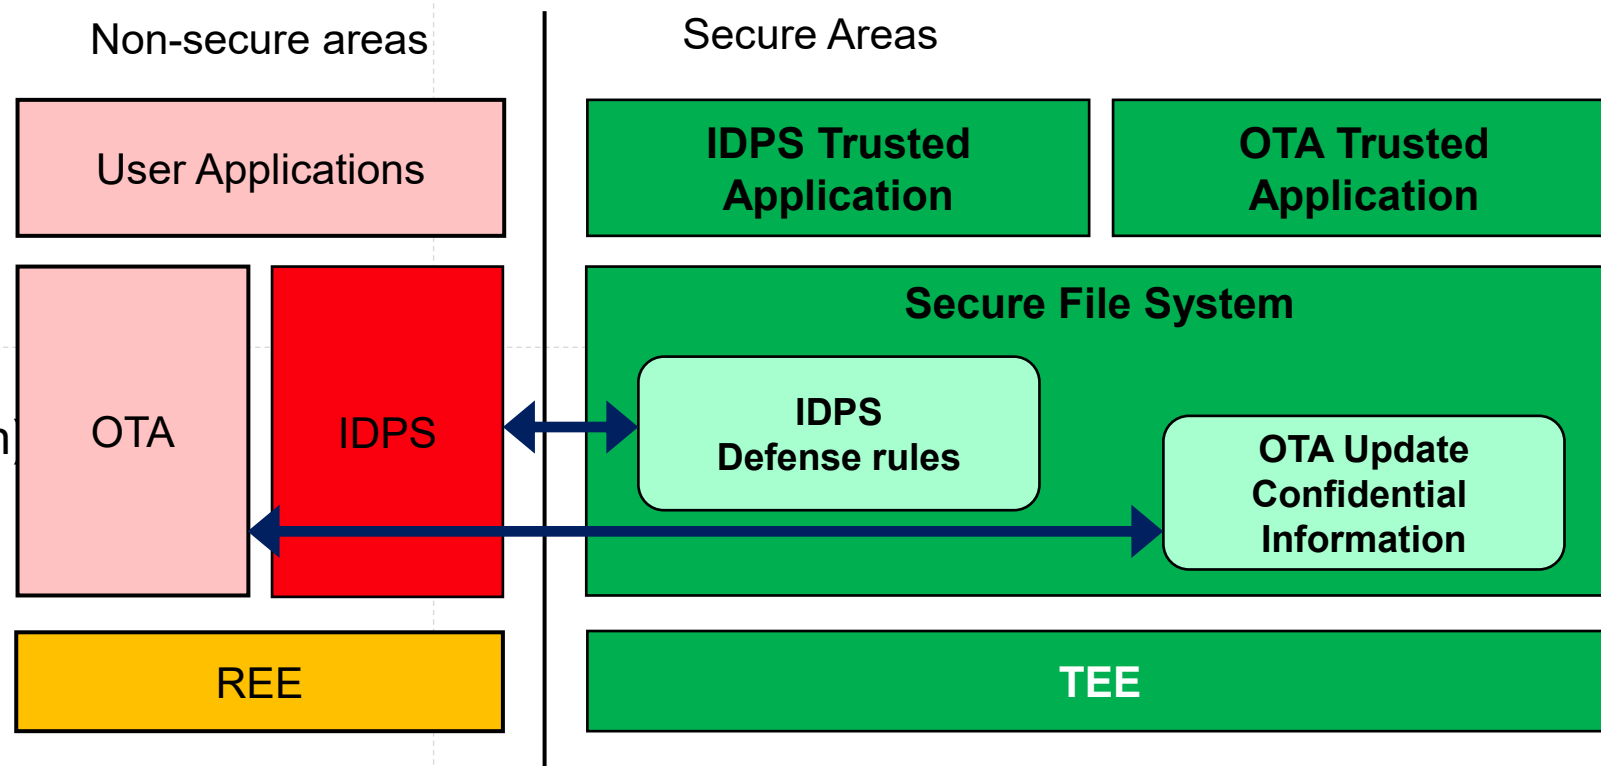 Non-secure areas
Secure Areas
User Applications
IDPS Trusted
Application
OTA Trusted
Application
Secure File System
n)
OTA
IDPS
IDPS
Defense rules
OTA Update
Confidential
Information
REE
TEE